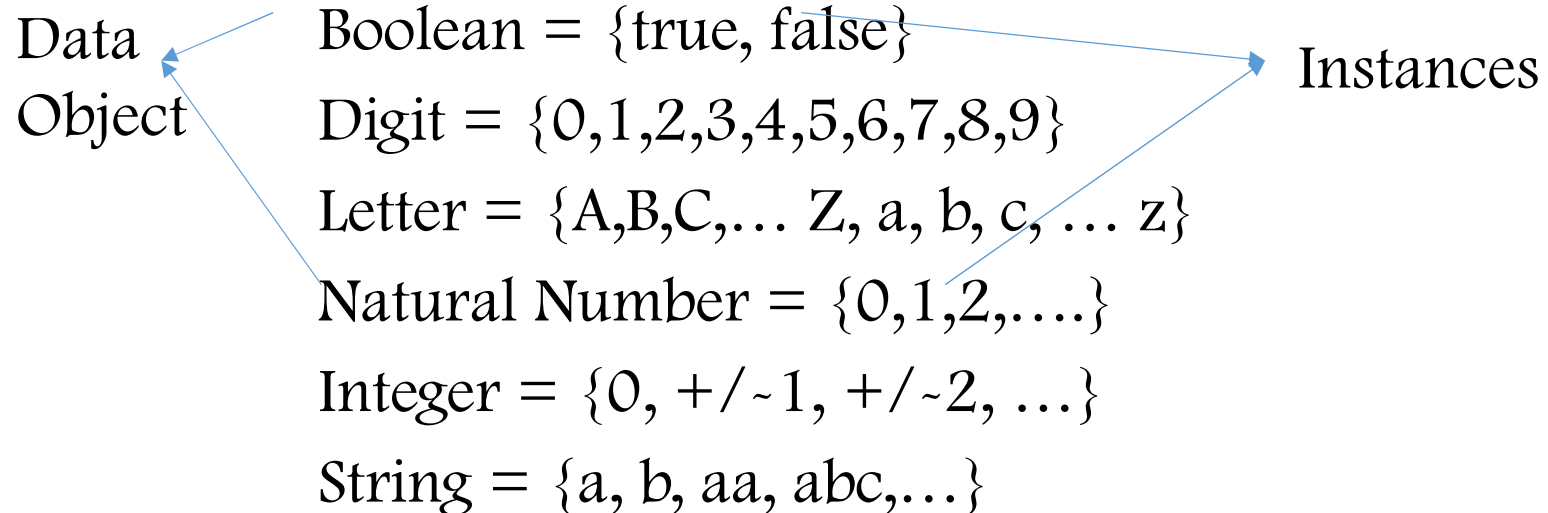 Data
Object
Boolean = {true, false}
Digit = {0,1,2,3,4,5,6,7,8,9}
Letter = {A,B,C,… Z, a, b, c, … z}
Natural Number = {0,1,2,….}
Integer = {0, +/-1, +/-2, …}
String = {a, b, aa, abc,…}
Instances